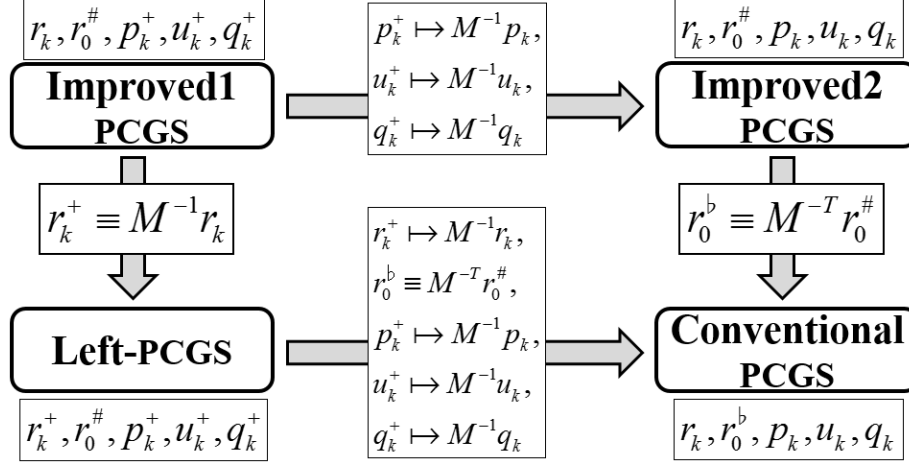 r_k, r_0^#, p_k^+, u_k^+, q_k^+
Improved1
PCGS
p_k^+ ↦ M^{-1} p_k,
u_k^+ ↦ M^{-1} u_k,
q_k^+ ↦ M^{-1} q_k
r_k, r_0^#, p_k, u_k, q_k
Improved2
PCGS
r_k^+ ≡ M^{-1} r_k
r_0^♭ ≡ M^{-T} r_0^#
r_k^+ ↦ M^{-1} r_k,
r_0^♭ ≡ M^{-T} r_0^#,
p_k^+ ↦ M^{-1} p_k,
u_k^+ ↦ M^{-1} u_k,
q_k^+ ↦ M^{-1} q_k
Left-PCGS
r_k^+, r_0^#, p_k^+, u_k^+, q_k^+
Conventional
PCGS
r_k, r_0^♭, p_k, u_k, q_k